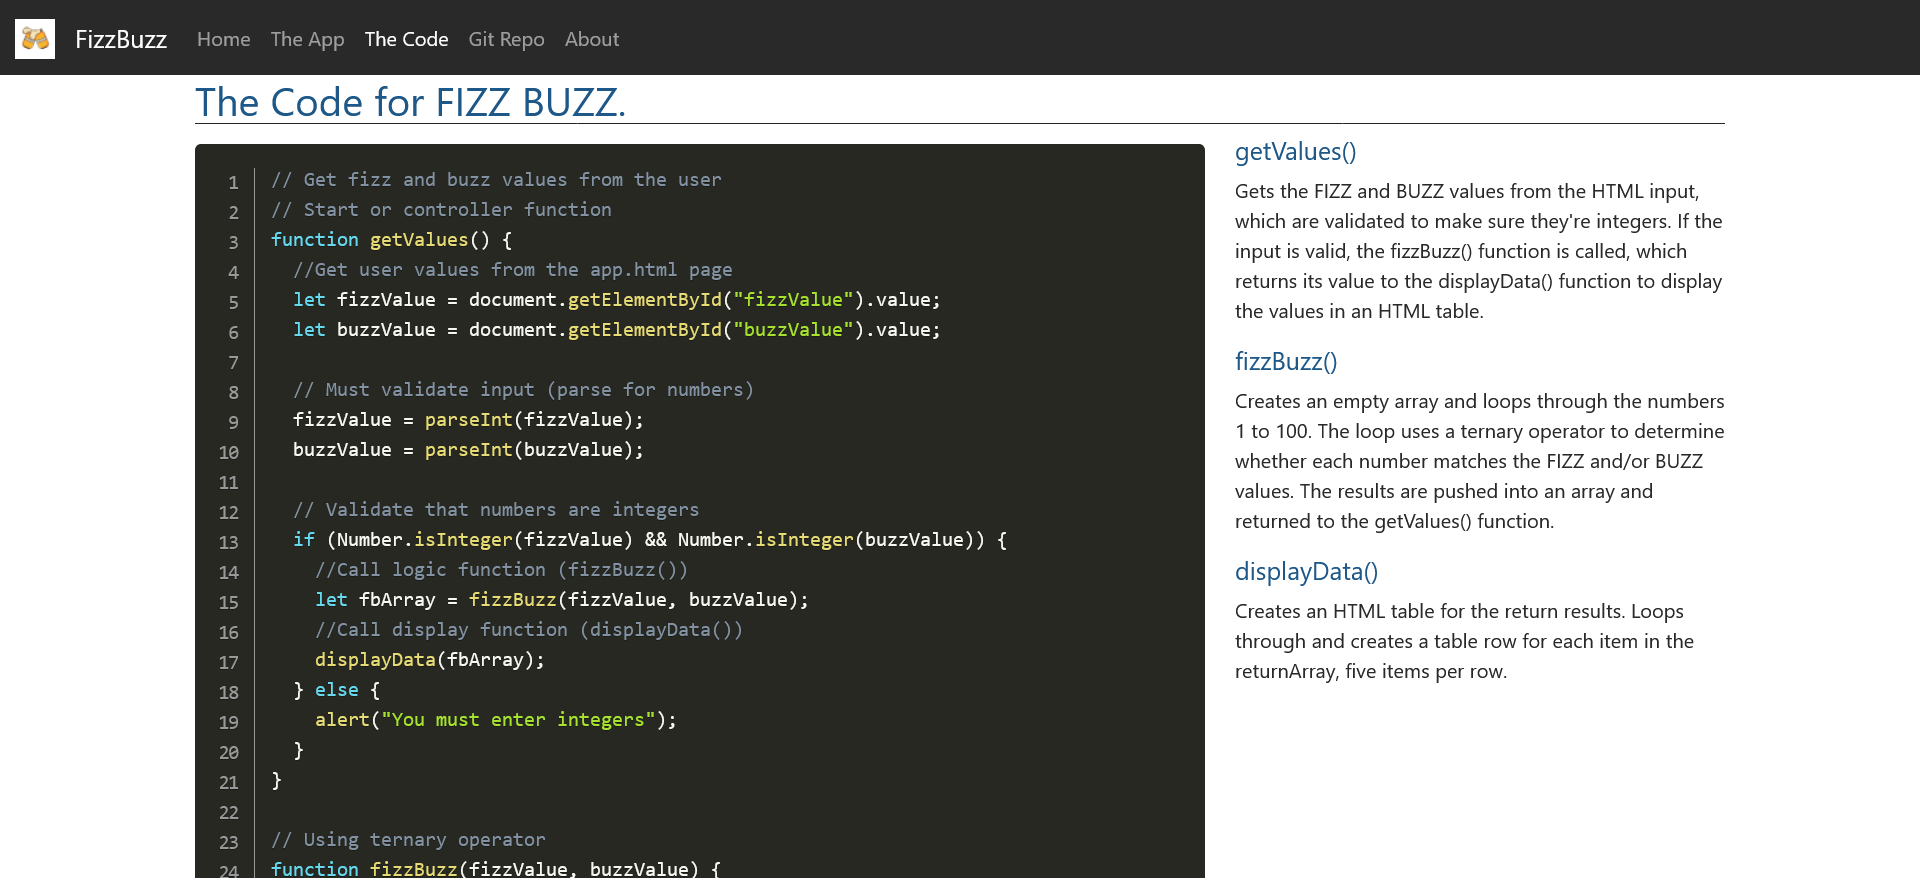 FizzBuzz Home The App The Code Git Repo About
The Code for FIZZ BUZZ.
1 // Get fizz and buzz values from the user
2 // Start or controller function
3 function getValues() {
4   //Get user values from the app.html page
5   let fizzValue = document.getElementById("fizzValue").value;
6   let buzzValue = document.getElementById("buzzValue").value;
7
8   // Must validate input (parse for numbers)
9   fizzValue = parseInt(fizzValue);
10   buzzValue = parseInt(buzzValue);
11
12   // Validate that numbers are integers
13   if (Number.isInteger(fizzValue) && Number.isInteger(buzzValue)) {
14     //Call logic function (fizzBuzz())
15     let fbArray = fizzBuzz(fizzValue, buzzValue);
16     //Call display function (displayData())
17     displayData(fbArray);
18   } else {
19     alert("You must enter integers");
20   }
21 }
22
23 // Using ternary operator
24 function fizzBuzz(fizzValue, buzzValue) {
getValues()
Gets the FIZZ and BUZZ values from the HTML input,
which are validated to make sure they're integers. If the
input is valid, the fizzBuzz() function is called, which
returns its value to the displayData() function to display
the values in an HTML table.
fizzBuzz()
Creates an empty array and loops through the numbers
1 to 100. The loop uses a ternary operator to determine
whether each number matches the FIZZ and/or BUZZ
values. The results are pushed into an array and
returned to the getValues() function.
displayData()
Creates an HTML table for the return results. Loops
through and creates a table row for each item in the
returnArray, five items per row.